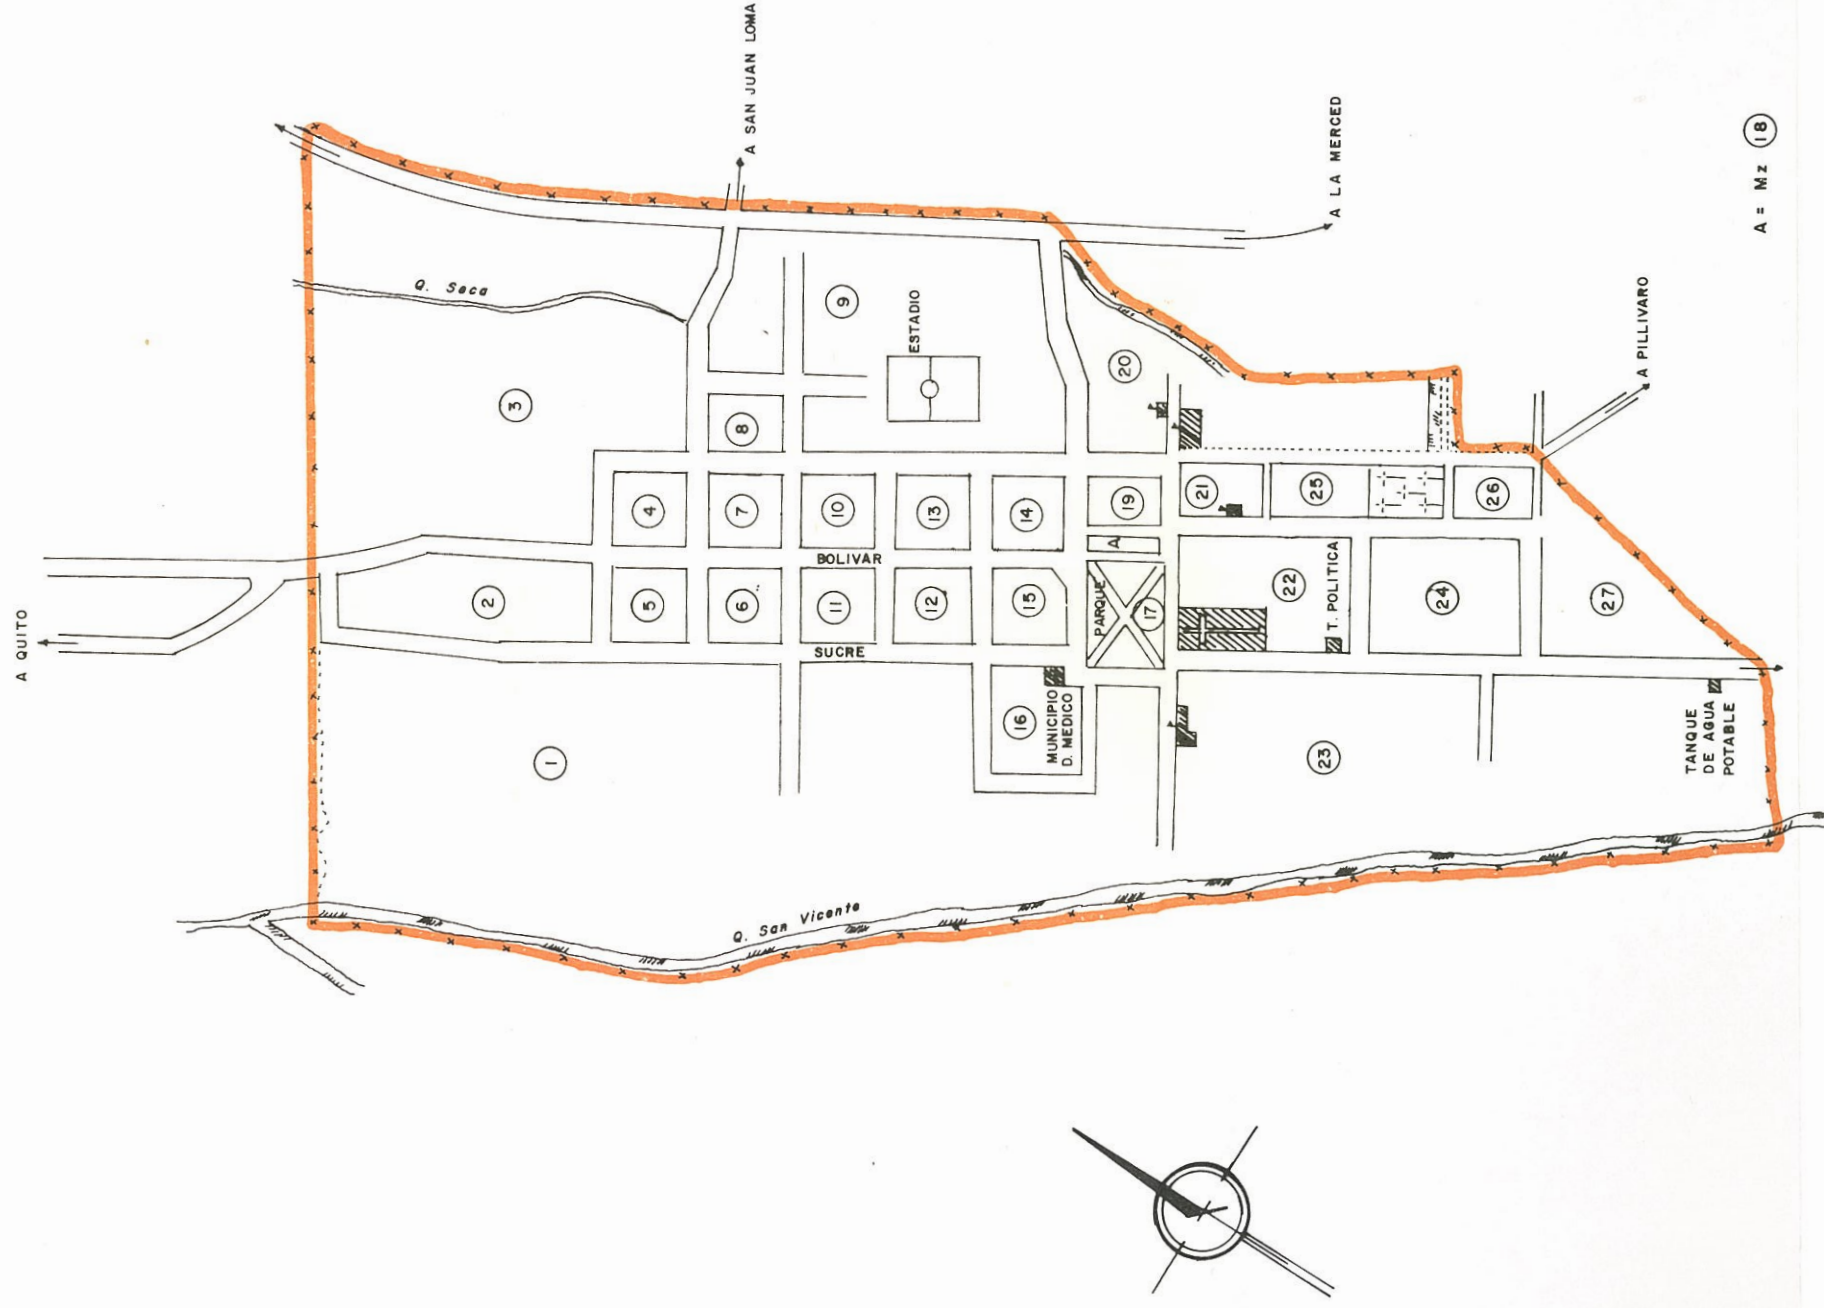 A QUITO
A SAN JUAN LOMA
A LA MERCED
A PILLIVARO
A = Mz 18
Q. Seca
3
9
ESTADIO
20
8
2
4
7
10
13
14
19
21
25
26
BOLIVAR
A
5
6
11
12
15
PARQUE
17
22
T. POLITICA
24
27
SUCRE
1
16
MUNICIPIO
D. MEDICO
23
TANQUE
DE AGUA
POTABLE
Q. San Vicente